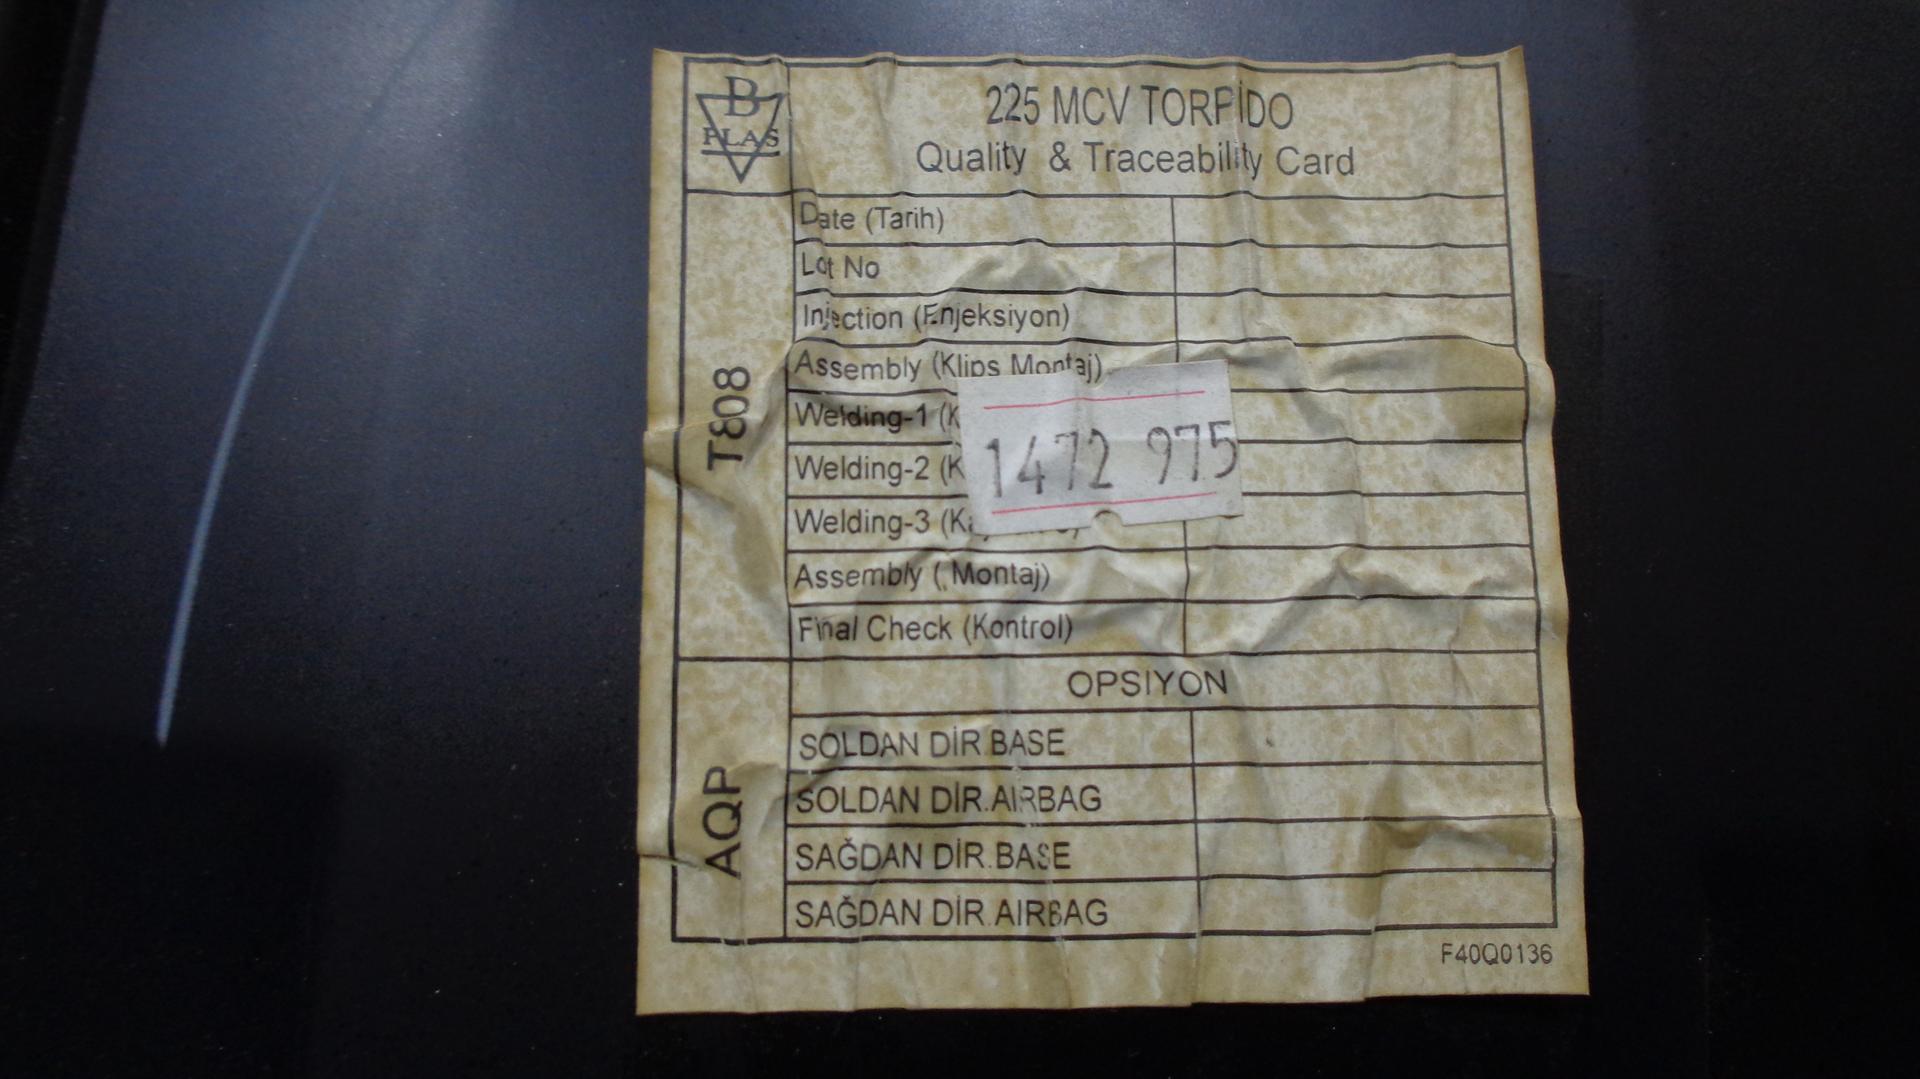 B
PLAS
225 MCV TORPİDO
Quality & Traceability Card
T808
Date (Tarih)
Lot No
Injection (Enjeksiyon)
Assembly (Klips Montaj)
Welding-1 (K
Welding-2 (K
Welding-3 (Ka
1472 975
Assembly ( Montaj)
Final Check (Kontrol)
AQP
OPSIYON
SOLDAN DİR.BASE
SOLDAN DİR.AIRBAG
SAĞDAN DİR.BASE
SAĞDAN DİR.AIRBAG
F40Q0136